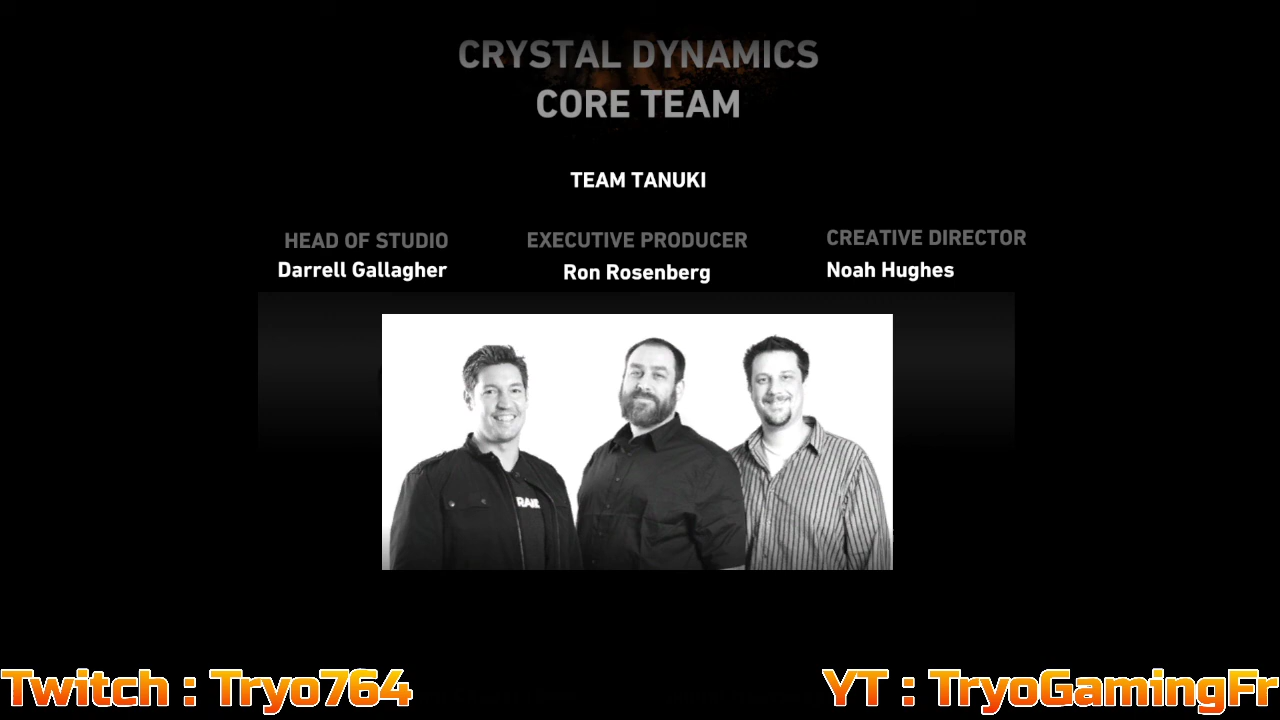 CRYSTAL DYNAMICS
CORE TEAM
TEAM TANUKI
HEAD OF STUDIO
Darrell Gallagher
EXECUTIVE PRODUCER
Ron Rosenberg
CREATIVE DIRECTOR
Noah Hughes
RAIE
Twitch : Tryo764
YT : TryoGamingFr